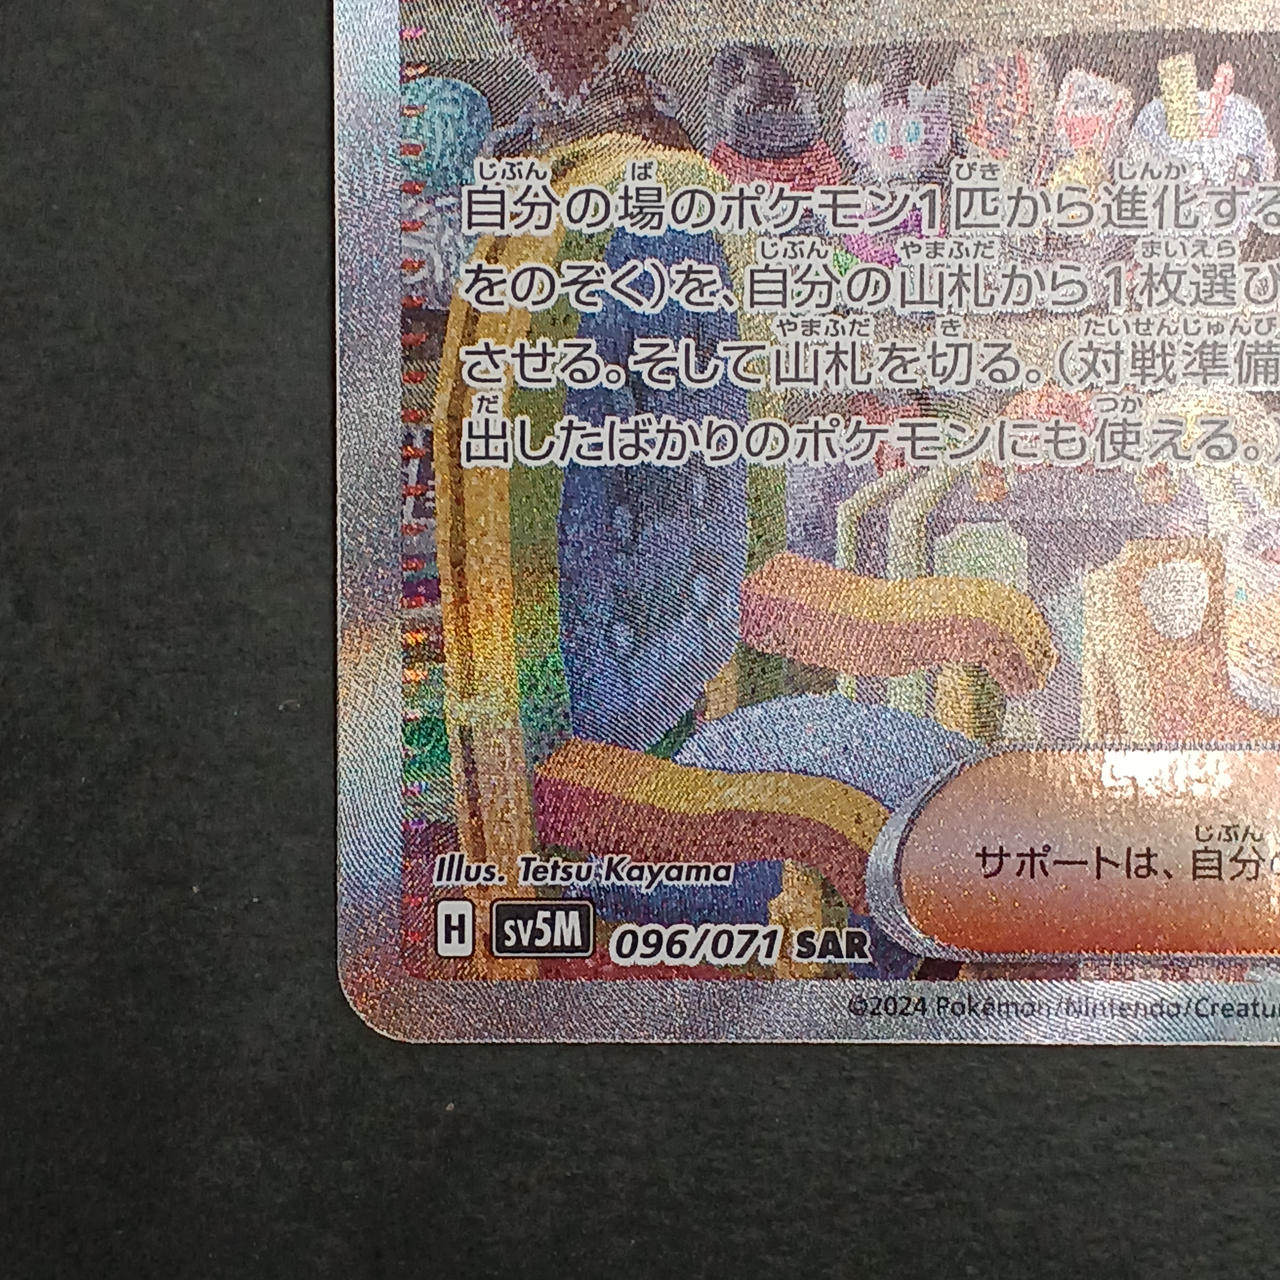 自分の場のポケモン1匹から進化する
をのぞく)を、自分の山札から1枚選び
させる。そして山札を切る。(対戦準備
出したばかりのポケモンにも使える。)
サポートは、自分
Illus. Tetsu Kayama
H SV5M 096/071 SAR
©2024 Pokémon/Nintendo/Creatu